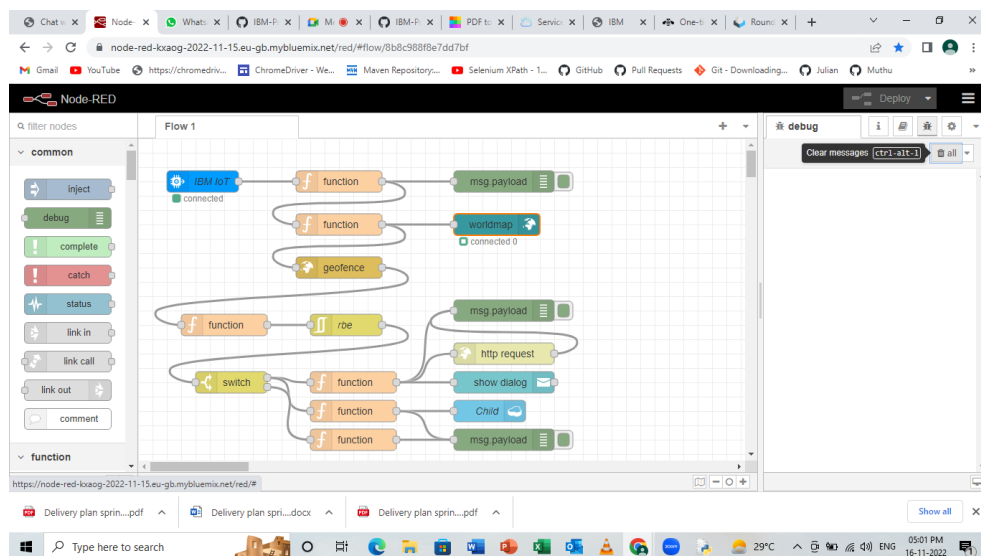 Chat w
Node-
Whats
IBM-P
M
IBM-P
PDF to
Service
IBM
One-ti
Round
node-red-kxaog-2022-11-15.eu-gb.mybluemix.net/red/#flow/8b8c988f8e7dd7bf
Gmail
YouTube
https://chromedriv...
ChromeDriver - We...
Maven Repository:...
Selenium XPath - 1...
GitHub
Pull Requests
Git - Downloading...
Julian
Muthu
Node-RED
Deploy
filter nodes
Flow 1
debug
common
Clear messages ctrl-alt-l
all
inject
debug
complete
catch
status
link in
link call
link out
comment
function
IBM IoT
connected
function
msg.payload
function
worldmap
connected 0
geofence
function
rbe
msg.payload
http request
switch
function
show dialog
function
Child
function
msg.payload
https://node-red-kxaog-2022-11-15.eu-gb.mybluemix.net/red/#
Delivery plan sprin....pdf
Delivery plan spri....docx
Delivery plan sprin....pdf
Show all
Type here to search
29°C
ENG
05:01 PM
16-11-2022